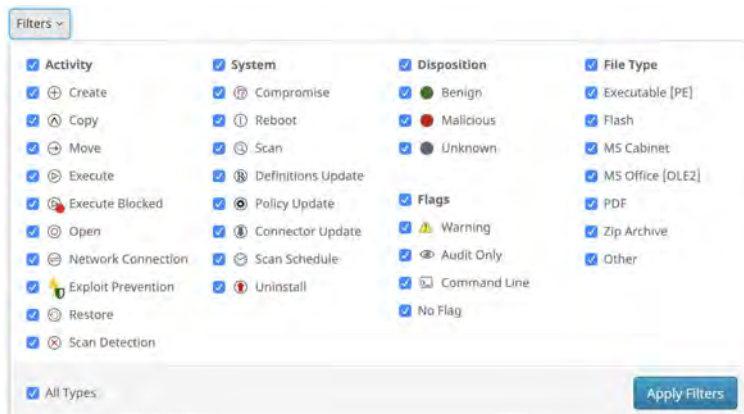 Filters
Activity
Create
Copy
Move
Execute
Execute Blocked
Open
Network Connection
Exploit Prevention
Restore
Scan Detection
System
Compromise
Reboot
Scan
Definitions Update
Policy Update
Connector Update
Scan Schedule
Uninstall
Disposition
Benign
Malicious
Unknown
Flags
Warning
Audit Only
Command Line
No Flag
File Type
Executable [PE]
Flash
MS Cabinet
MS Office [DLE2]
PDF
Zip Archive
Other
All Types
Apply Filters